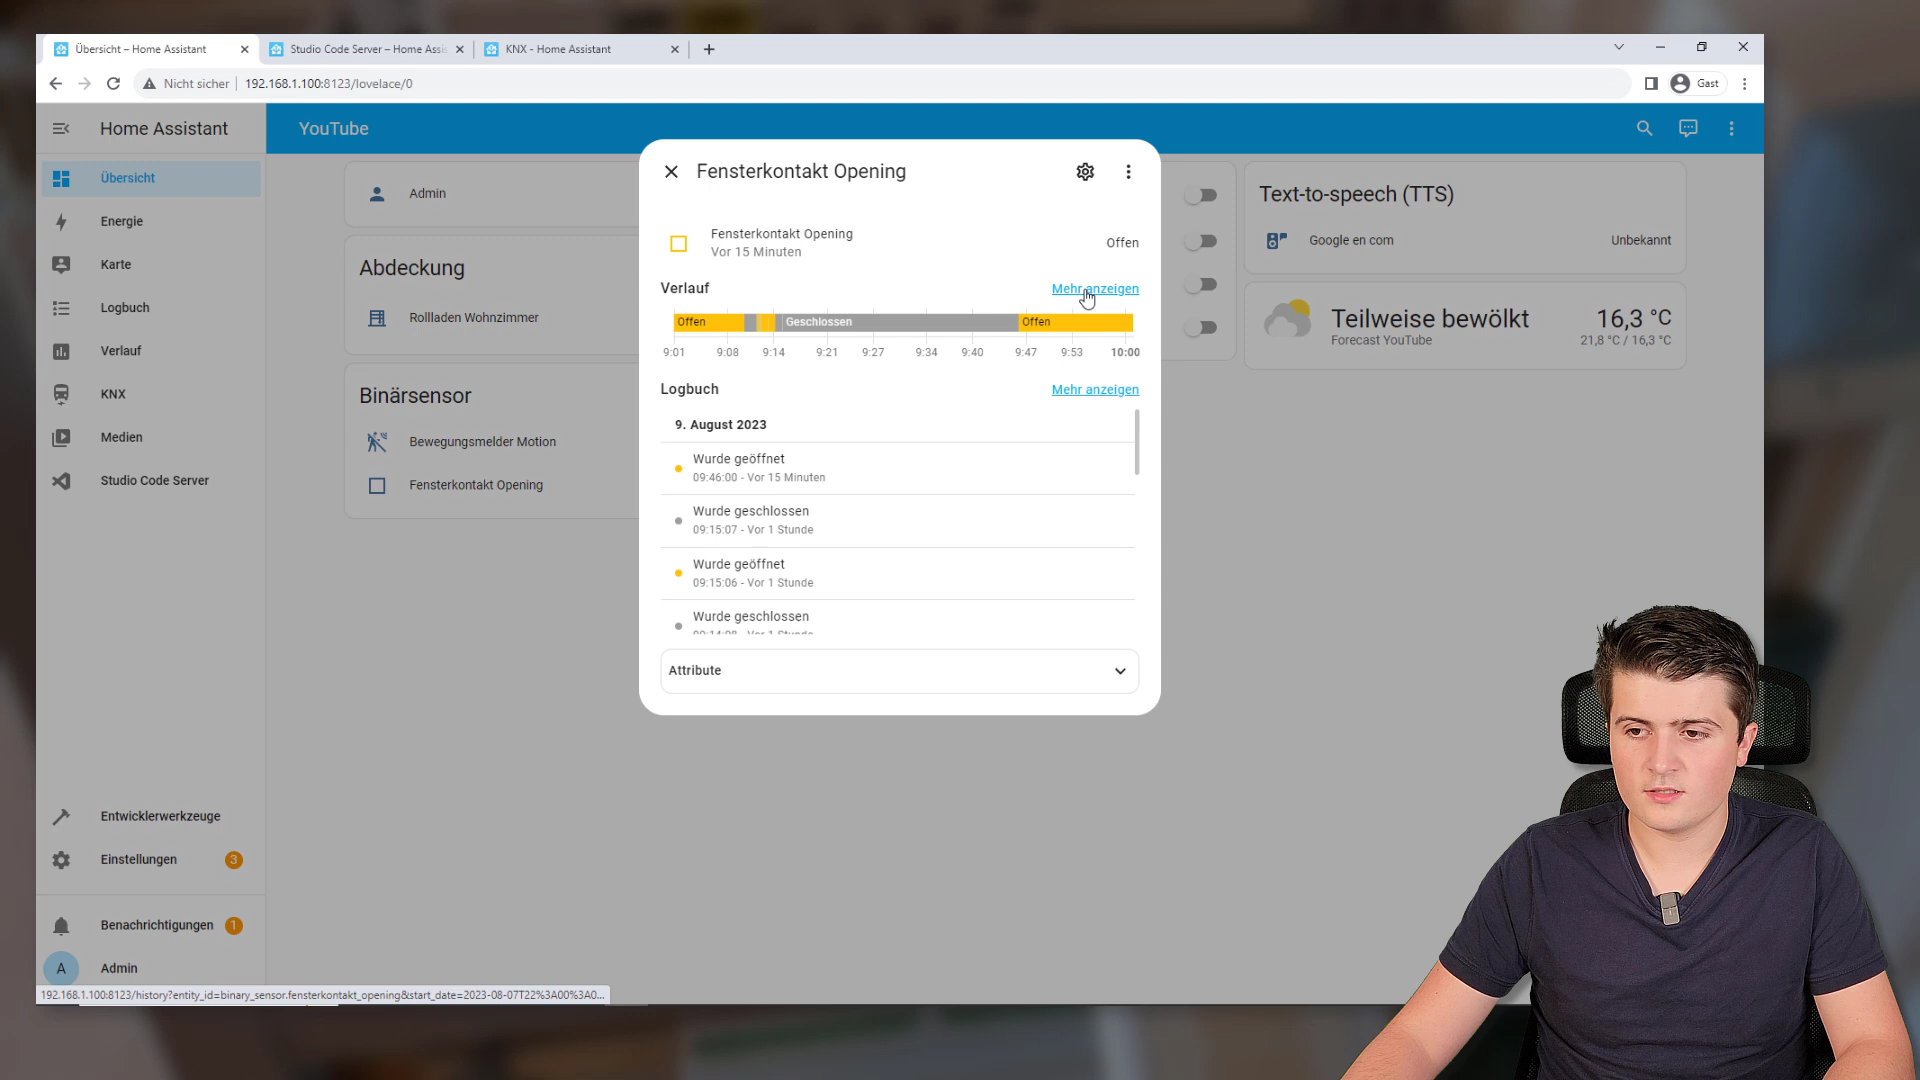 Übersicht – Home Assistant
Studio Code Server – Home Assis
KNX - Home Assistant
Nicht sicher
192.168.1.100:8123/lovelace/0
Gast
Home Assistant
YouTube
Übersicht
Energie
Karte
Logbuch
Verlauf
KNX
Medien
Studio Code Server
Entwicklerwerkzeuge
Einstellungen
3
Benachrichtigungen
1
A
Admin
Admin
Abdeckung
Rollladen Wohnzimmer
Binärsensor
Bewegungsmelder Motion
Fensterkontakt Opening
Fensterkontakt Opening
Fensterkontakt Opening
Vor 15 Minuten
Offen
Verlauf
Mehr anzeigen
Offen
Geschlossen
Offen
9:01 9:08 9:14 9:21 9:27 9:34 9:40 9:47 9:53 10:00
Logbuch
Mehr anzeigen
9. August 2023
Wurde geöffnet
09:46:00 - Vor 15 Minuten
Wurde geschlossen
09:15:07 - Vor 1 Stunde
Wurde geöffnet
09:15:06 - Vor 1 Stunde
Wurde geschlossen
Attribute
Text-to-speech (TTS)
Google en com
Unbekannt
Teilweise bewölkt
Forecast YouTube
16,3 °C
21,8 °C / 16,3 °C
192.168.1.100:8123/history?entity_id=binary_sensor.fensterkontakt_opening&start_date=2023-08-07T22%3A00%3A0...